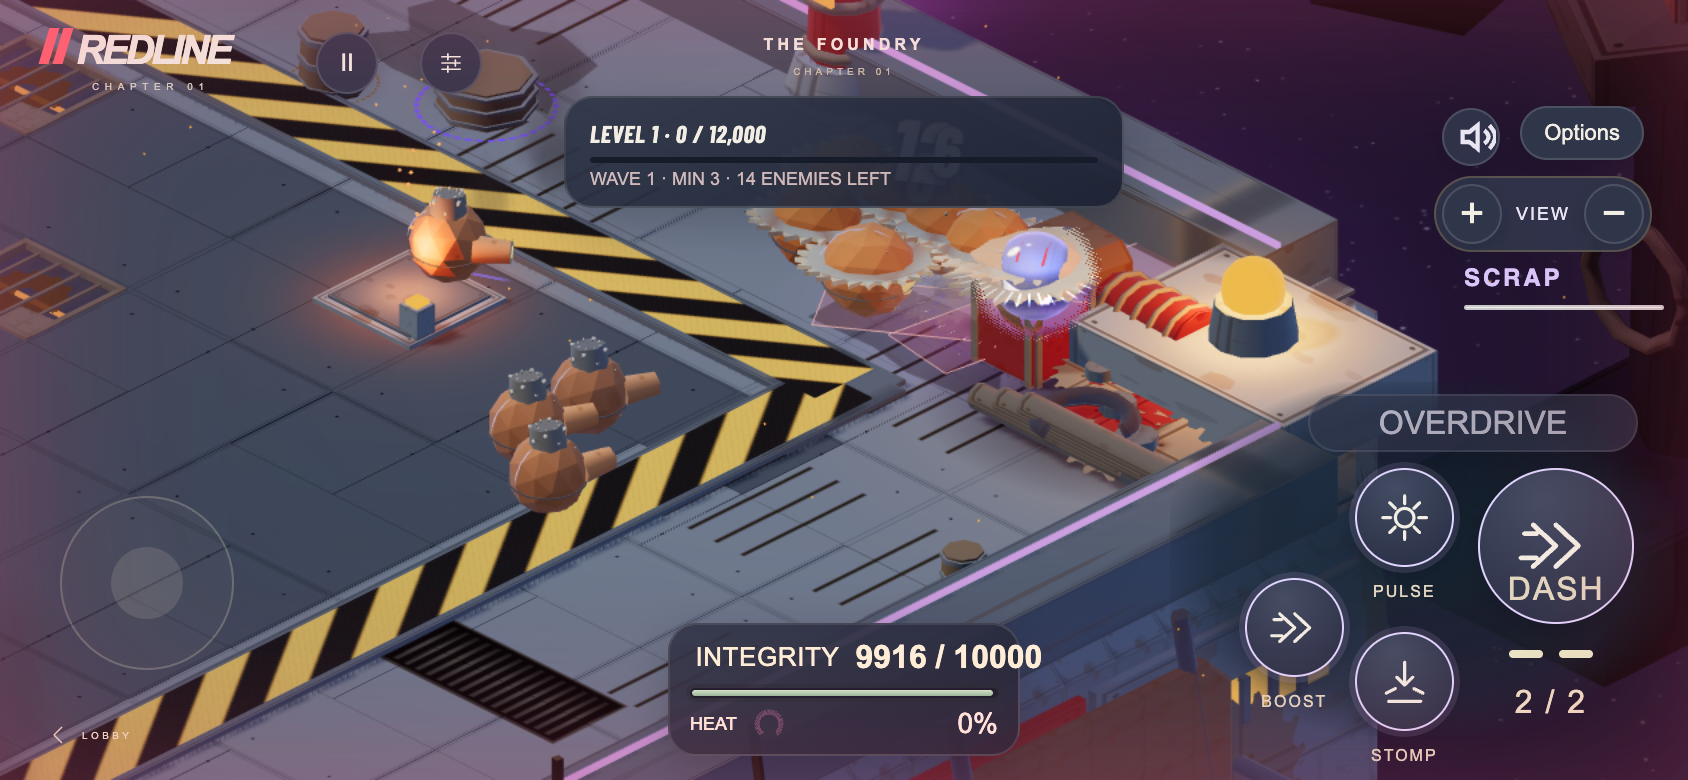 REDLINE
CHAPTER 01
THE FOUNDRY
CHAPTER 01
LEVEL 1 · 0 / 12,000
WAVE 1 · MIN 3 · 14 ENEMIES LEFT
Options
+ VIEW −
SCRAP
OVERDRIVE
PULSE
DASH
BOOST
2 / 2
STOMP
INTEGRITY 9916 / 10000
HEAT 0%
LOBBY